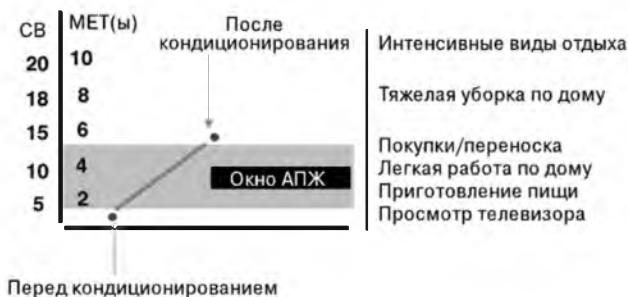 СВ МЕТ(ы) После кондиционирования
20 10 Интенсивные виды отдыха
18 8 Тяжелая уборка по дому
15 6 Покупки/переноска
10 4 Легкая работа по дому
Окно АПЖ Приготовление пищи
5 2 Просмотр телевизора
Перед кондиционированием